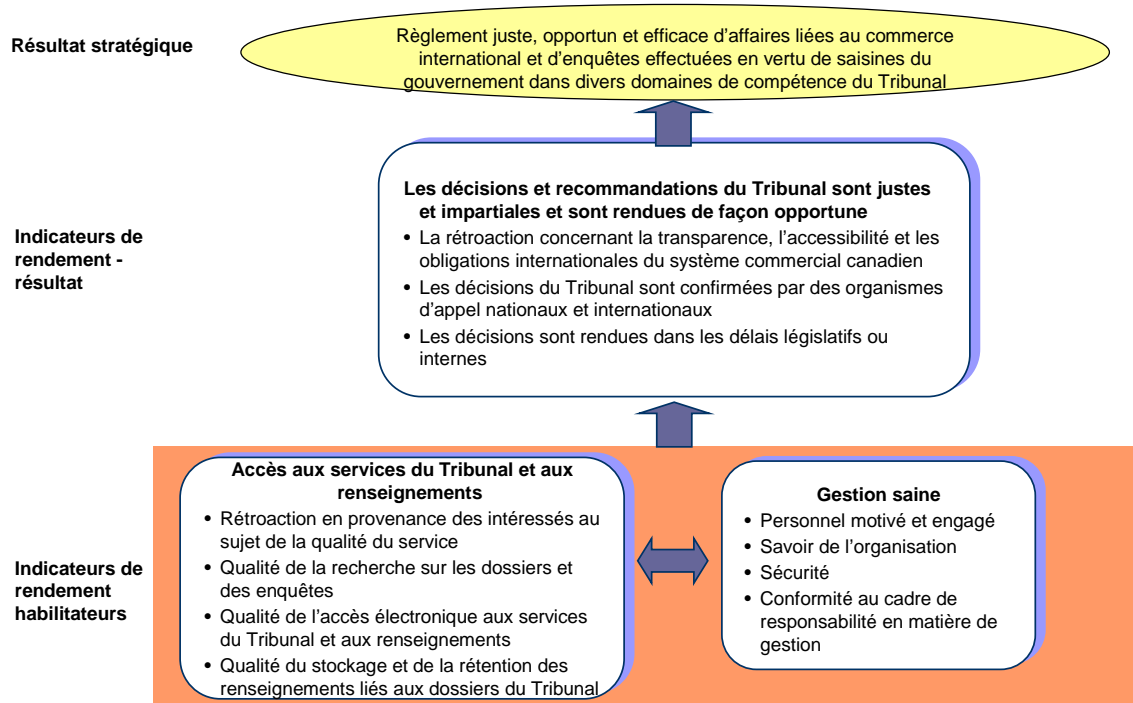 Résultat stratégique
Règlement juste, opportun et efficace d’affaires liées au commerce
international et d’enquêtes effectuées en vertu de saisines du
gouvernement dans divers domaines de compétence du Tribunal
Indicateurs de
rendement -
résultat
Les décisions et recommandations du Tribunal sont justes
et impartiales et sont rendues de façon opportune
• La rétroaction concernant la transparence, l’accessibilité et les
obligations internationales du système commercial canadien
• Les décisions du Tribunal sont confirmées par des organismes
d’appel nationaux et internationaux
• Les décisions sont rendues dans les délais législatifs ou
internes
Indicateurs de
rendement
habilitateurs
Accès aux services du Tribunal et aux
renseignements
• Rétroaction en provenance des intéressés au
sujet de la qualité du service
• Qualité de la recherche sur les dossiers et
des enquêtes
• Qualité de l’accès électronique aux services
du Tribunal et aux renseignements
• Qualité du stockage et de la rétention des
renseignements liés aux dossiers du Tribunal
Gestion saine
• Personnel motivé et engagé
• Savoir de l’organisation
• Sécurité
• Conformité au cadre de
responsabilité en matière de
gestion